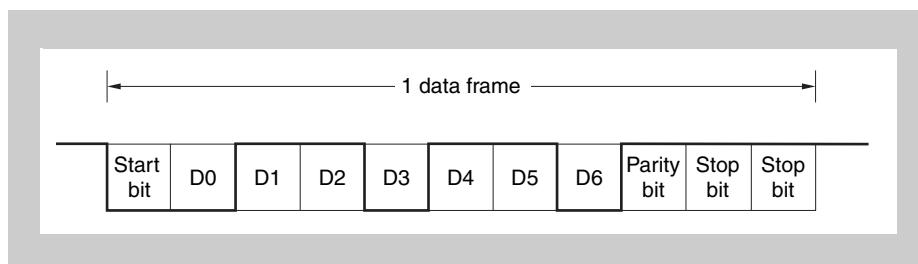 1 data frame
Start bit D0 D1 D2 D3 D4 D5 D6 Parity bit Stop bit Stop bit